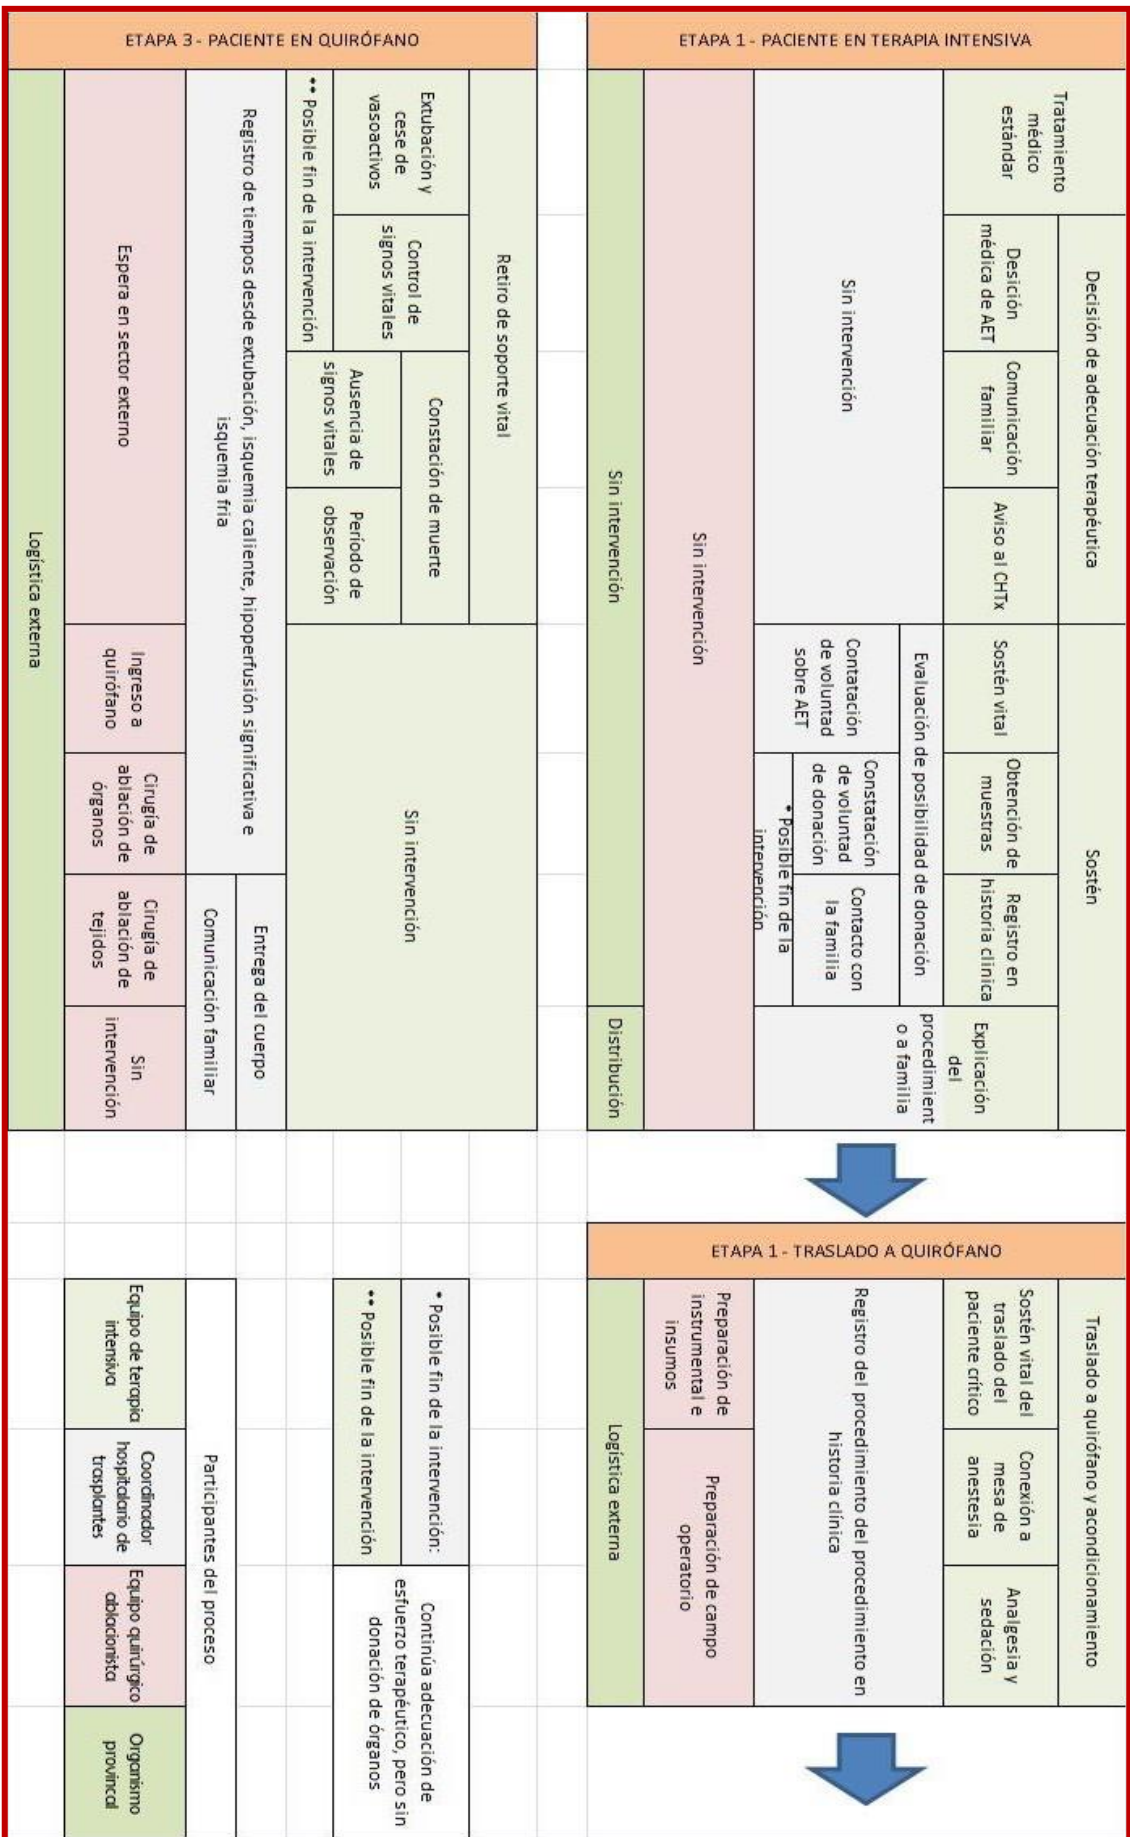 ETAPA 1 - PACIENTE EN TERAPIA INTENSIVA
Tratamiento
médico
estándar
Decisión de adecuación terapéutica
Desición
médica de AET
Comunicación
familiar
Aviso al CHTx
Sostén
Sostén vital
Obtención de
muestras
Registro en
historia clinica
Explicación
del
procedimient
o a familia
Sin intervención
Evaluación de posibilidad de donación
Contatación
de voluntad
sobre AET
Constatación
de voluntad
de donación
Contacto con
la familia
* Posible fin de la
intervención
Sin intervención
Sin intervención
Distribución
ETAPA 1 - TRASLADO A QUIRÓFANO
Traslado a quirófano y acondicionamiento
Sostén vital del
traslado del
paciente crítico
Conexión a
mesa de
anestesia
Analgesia y
sedación
Registro del procedimiento del procedimiento en
historia clínica
Preparación de
instrumental e
insumos
Preparación de campo
operatorio
Logística externa
ETAPA 3 - PACIENTE EN QUIRÓFANO
Retiro de soporte vital
Extubación y
cese de
vasoactivos
Control de
signos vitales
Constación de muerte
Ausencia de
signos vitales
Período de
observación
** Posible fin de la intervención
Sin intervención
Registro de tiempos desde extubación, isquemia caliente, hipoperfusión significativa e
isquemia fria
Entrega del cuerpo
Comunicación familiar
Espera en sector externo
Ingreso a
quirófano
Cirugía de
ablación de
órganos
Cirugía de
ablación de
tejidos
Sin
intervención
Logística externa
* Posible fin de la intervención:
** Posible fin de la intervención
Continúa adecuación de
esfuerzo terapéutico, pero sin
donación de órganos
Participantes del proceso
Equipo de terapia
intensiva
Coordinador
hospitalario de
trasplantes
Equipo quirúrgico
ablacionista
Organismo
provincal